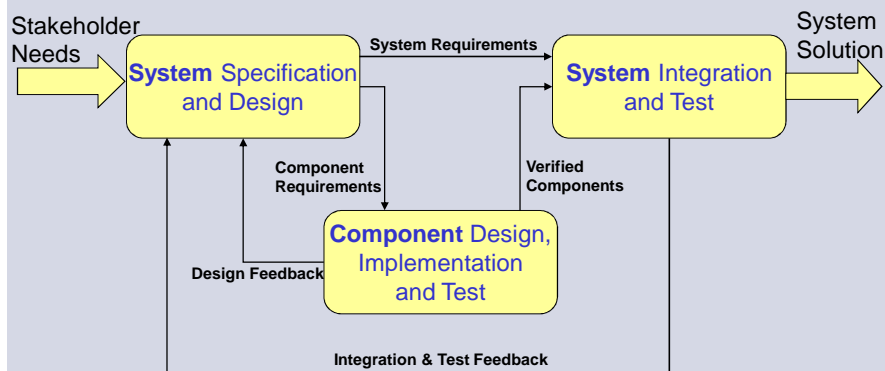 Stakeholder
Needs
System
Solution
System Requirements
System Specification
and Design
System Integration
and Test
Component
Requirements
Verified
Components
Component Design,
Implementation
and Test
Design Feedback
Integration & Test Feedback